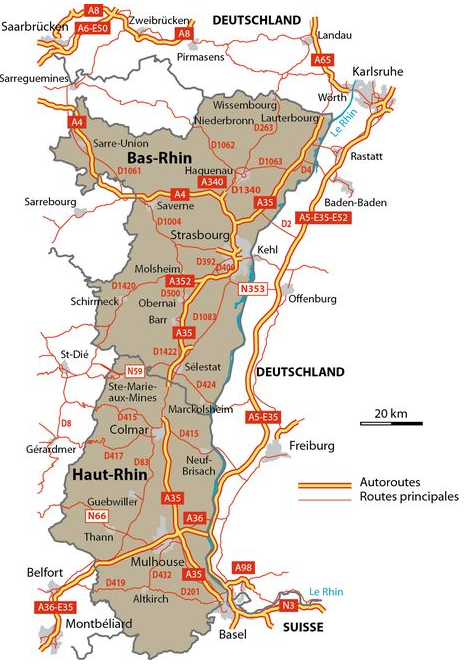 A8
Zweibrücken
DEUTSCHLAND
Saarbrücken
A6-E50
A8
Landau
Pirmasens
A65
Karlsruhe
Sarreguemines
Wörth
Wissembourg
Niederbronn
Lauterbourg
D263
Le Rhin
A4
Sarre-Union
D1062
Bas-Rhin
D1063
Rastatt
D1061
Haguenau
D4
A340
D1340
Baden-Baden
A4
A35
Sarrebourg
Saverne
A5-E35-E52
D1004
D2
Strasbourg
Kehl
D392
D400
Molsheim
A352
N353
D1420
D500
Offenburg
Schirmeck
Obernai
Barr
D1083
A35
St-Dié
D1422
N59
Sélestat
DEUTSCHLAND
Ste-Marie-
aux-Mines
D424
20 km
Marckolsheim
D415
A5-E35
D8
Colmar
D415
Gérardmer
Freiburg
D417
D83
Neuf-
Brisach
Haut-Rhin
Autoroutes
Routes principales
Guebwiller
A35
N66
A36
Thann
Mulhouse
Belfort
A98
D432
A35
D419
D201
Le Rhin
A36-E35
Altkirch
N3
Montbéliard
Basel
SUISSE